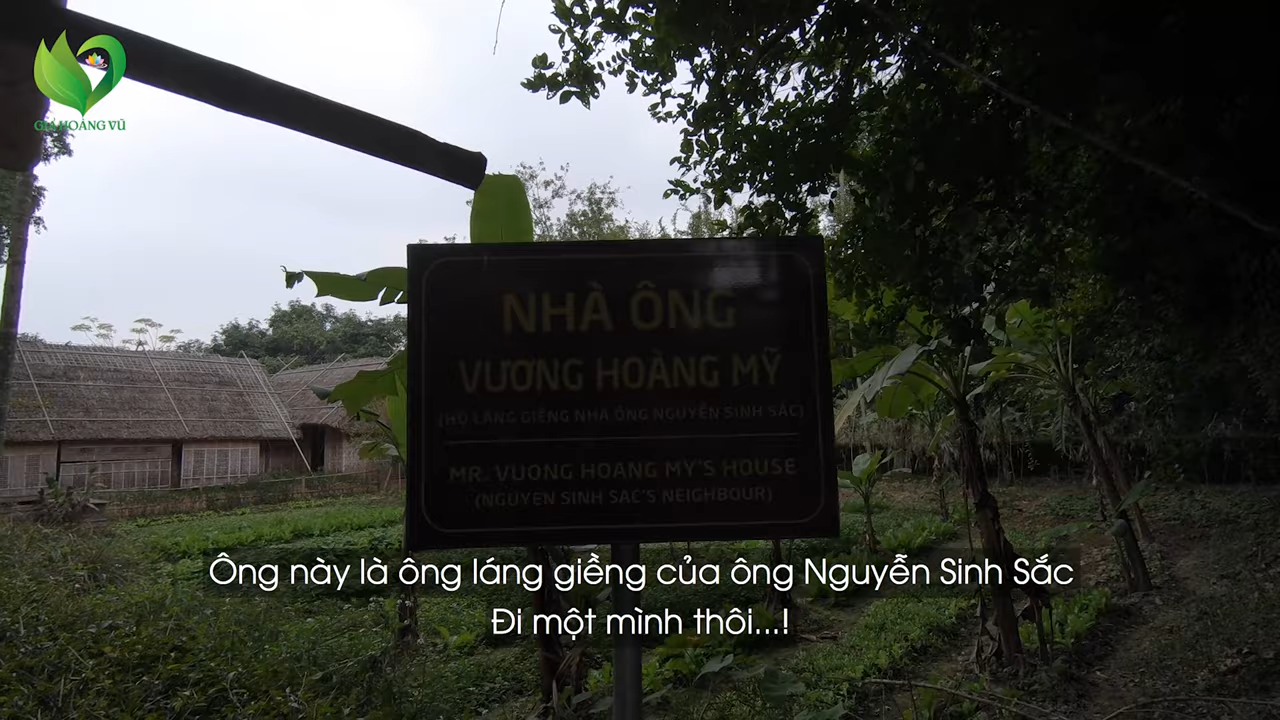 GIA HOÀNG VŨ
NHÀ ÔNG
VƯƠNG HOÀNG MỸ
(HỌ LÁNG GIỀNG NHÀ ÔNG NGUYỄN SINH SẮC)
MR. VUONG HOANG MY'S HOUSE
(NGUYEN SINH SAC'S NEIGHBOUR)
Ông này là ông láng giềng của ông Nguyễn Sinh Sắc
Đi một mình thôi...!